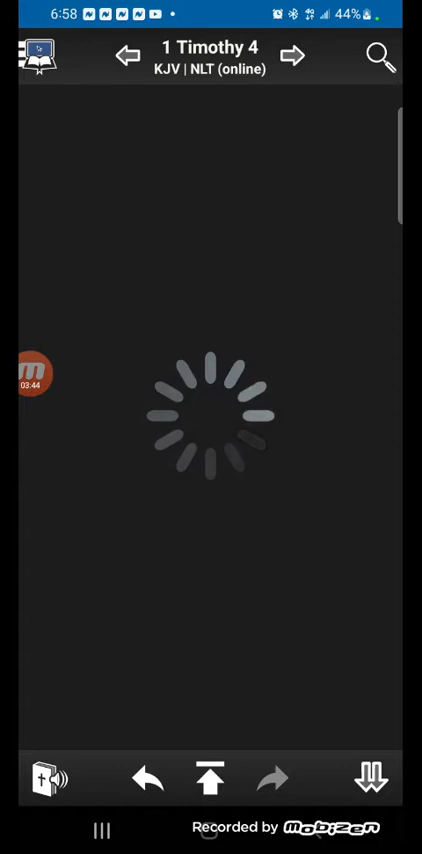 6:58
44%
1 Timothy 4
KJV | NLT (online)
03:44
Recorded by MOBIZEN